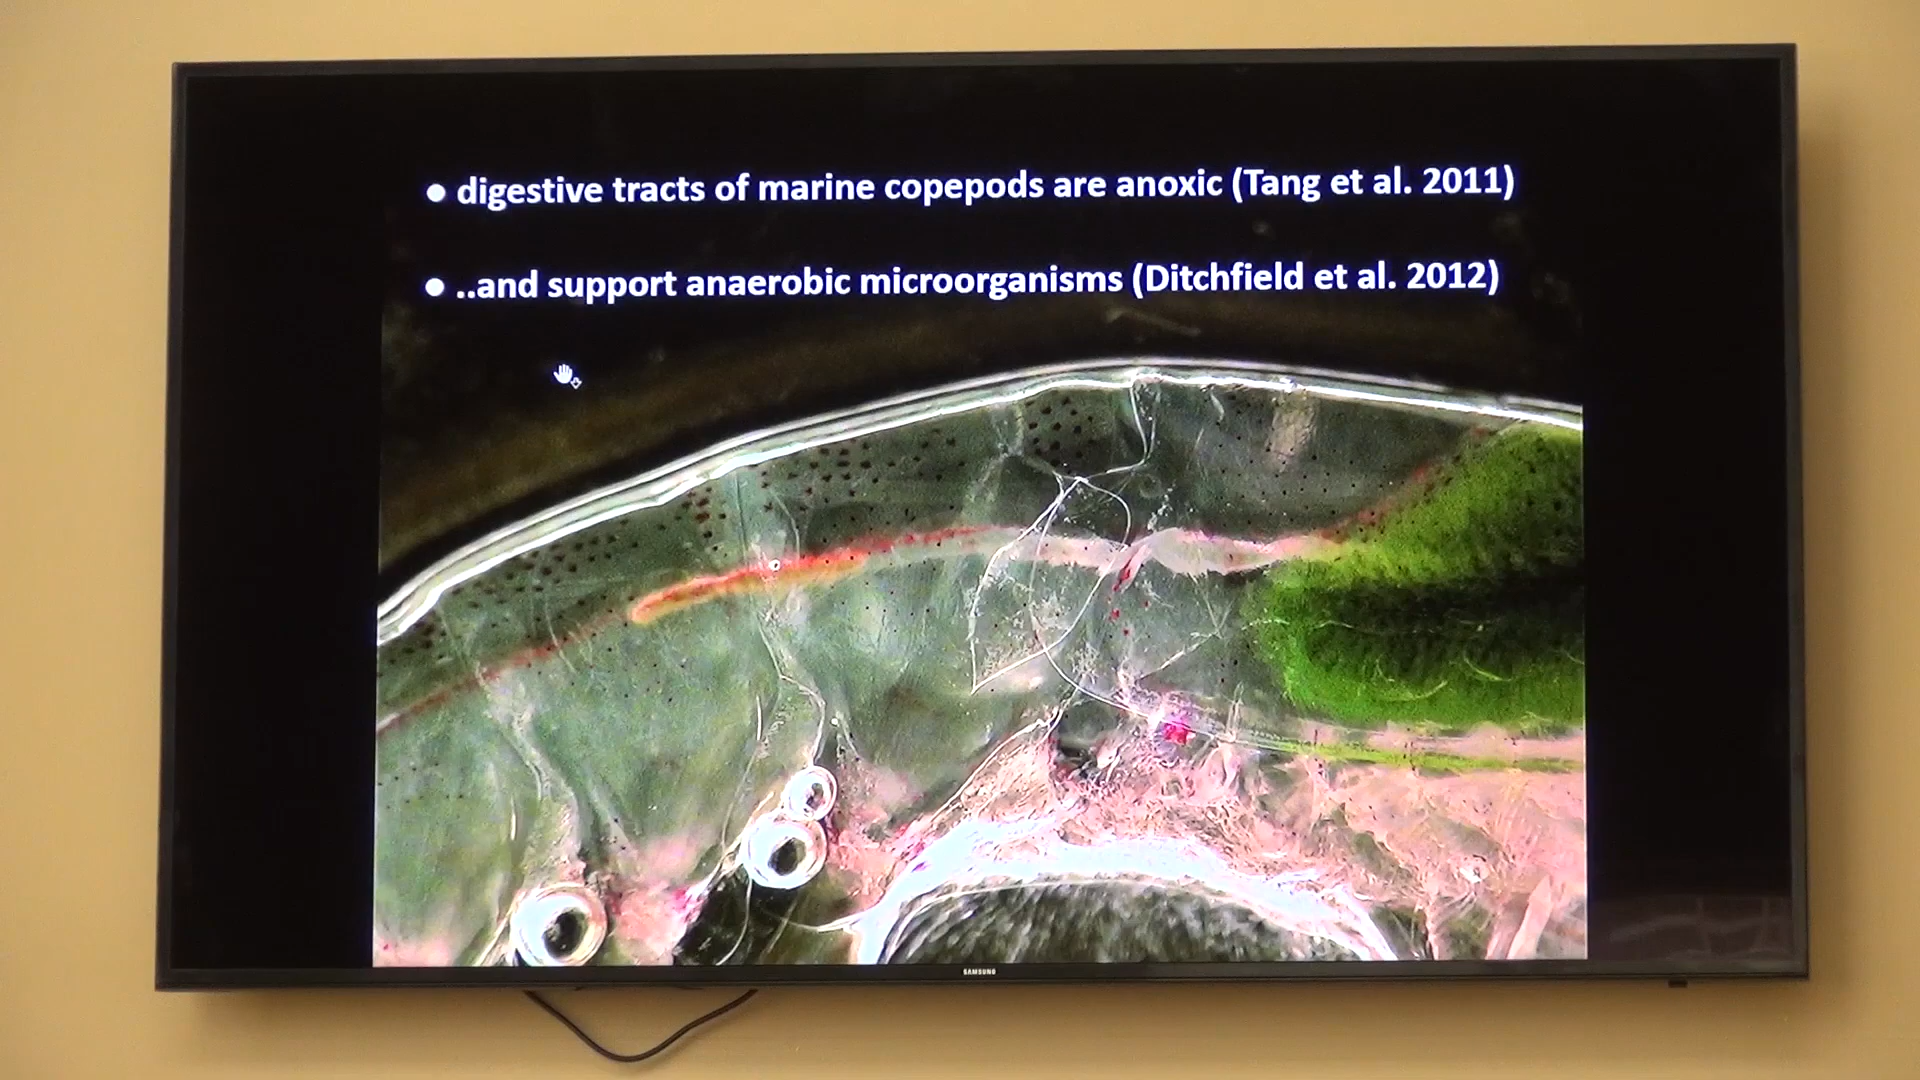 ● digestive tracts of marine copepods are anoxic (Tang et al. 2011)
● ..and support anaerobic microorganisms (Ditchfield et al. 2012)
SAMSUNG